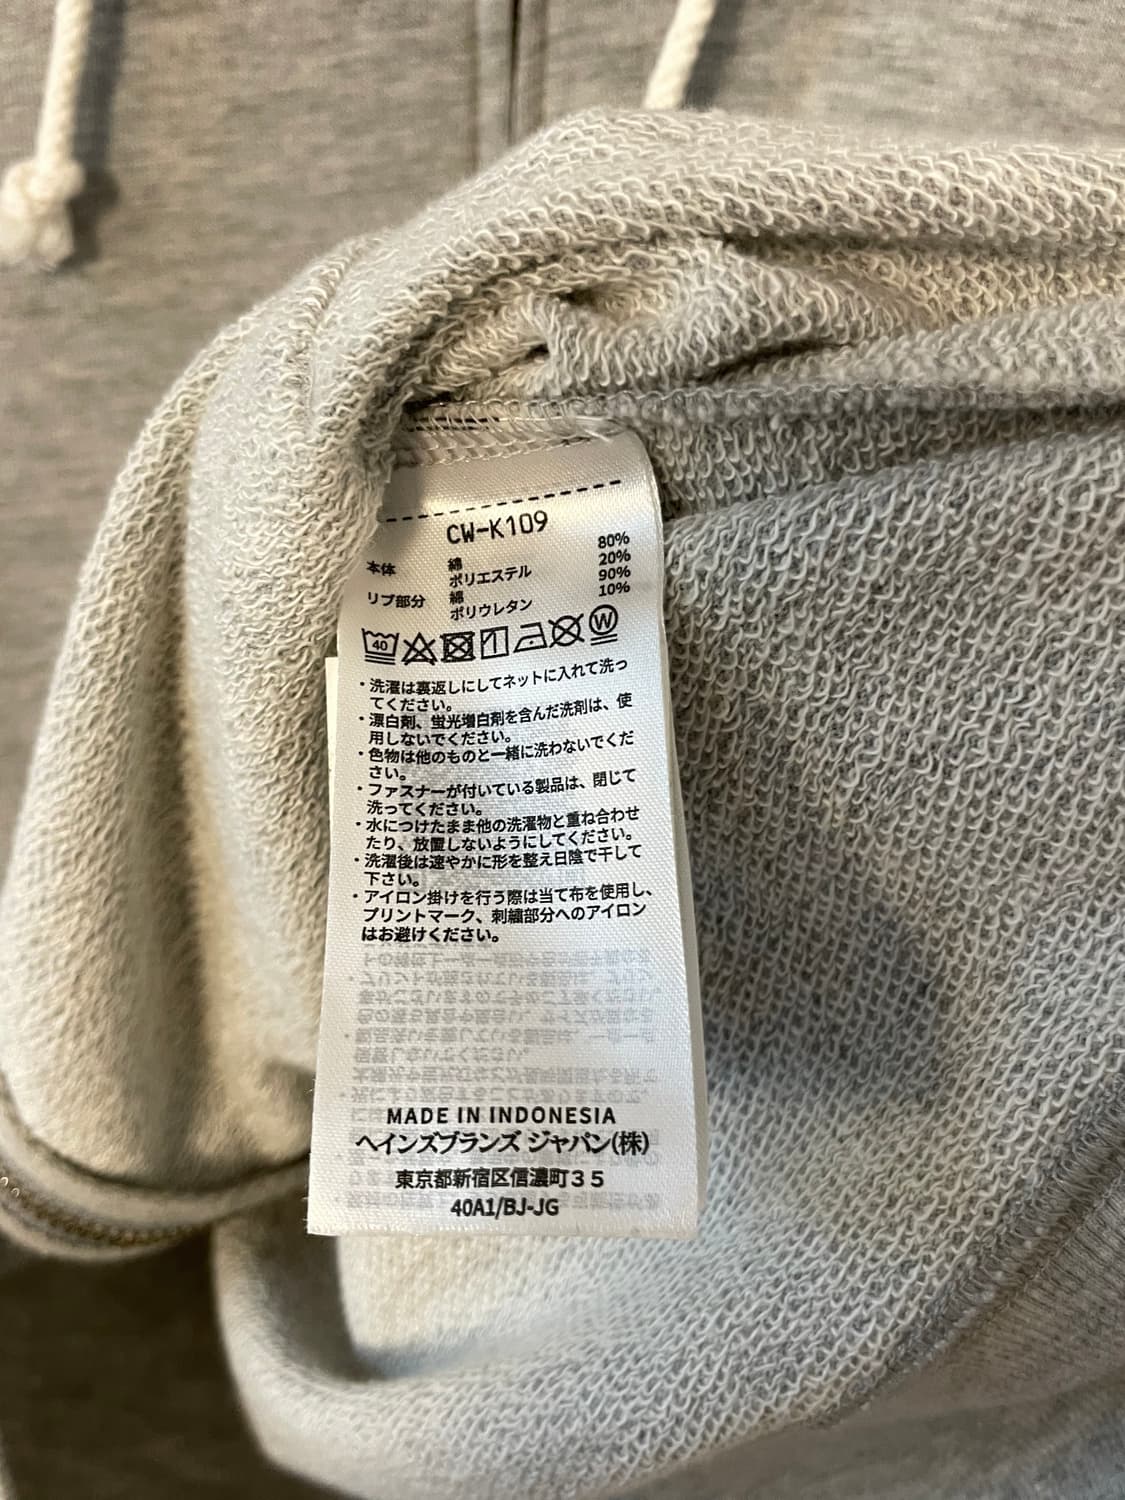 CW-K109
本体 綿 80%
ポリエステル 20%
リブ部分 綿 90%
ポリウレタン 10%
40 W
・洗濯は裏返しにしてネットに入れて洗っ
てください。
・漂白剤、蛍光増白剤を含んだ洗剤は、使
用しないでください。
・色物は他のものと一緒に洗わないでくだ
さい。
・ファスナーが付いている製品は、閉じて
洗ってください。
・水につけたまま他の洗濯物と重ね合わせ
たり、放置しないようにしてください。
・洗濯後は速やかに形を整え日陰で干して
下さい。
・アイロン掛けを行う際は当て布を使用し、
プリントマーク、刺繍部分へのアイロン
はお避けください。
MADE IN INDONESIA
ヘインズブランズ ジャパン(株)
東京都新宿区信濃町35
40A1/BJ-JG